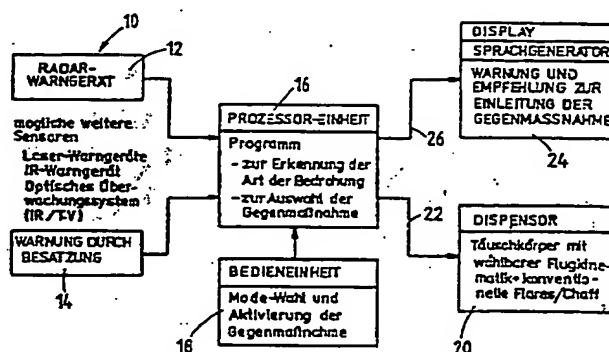 10
12
RADAR-
WARNGERÄT
mögliche weitere
Sensoren
Laser-Warngeräte
IR-Warngerät
Optisches Über-
wachungssystem
(IR/TV)
WARNUNG DURCH
BESATZUNG
14
16
PROZESSOR-EINHEIT
Programm
- zur Erkennung der
Art der Bedrohung
- zur Auswahl der
Gegenmaßnahme
BEDIENEINHEIT
Mode-Wahl und
Aktivierung der
Gegenmaßnahme
18
26
22
DISPLAY
SPRACHGENERATOR
WARNUNG UND
EMPFEHLUNG ZUR
EINLEITUNG DER
GEGENMASSNAHME
24
DISPENSOR
Täuschkörper mit
wählbarer Flugkine-
matik+konventio-
nelle Flares/Chaff
20